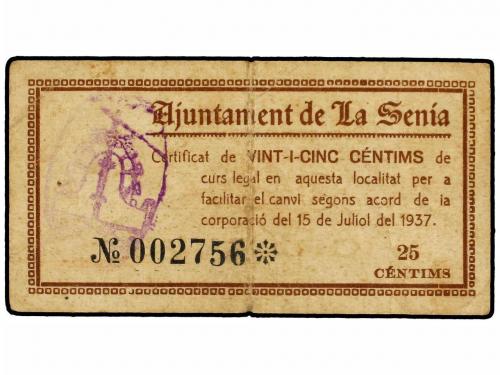 Ajuntament de La Senia
Certificat de VINT-I-CINC CÉNTIMS de
curs legal en aquesta localitat per a
facilitar el canvi ségons acord de la
corporació del 15 de Juliol del 1937.
№ 002756
25
CÉNTIMS